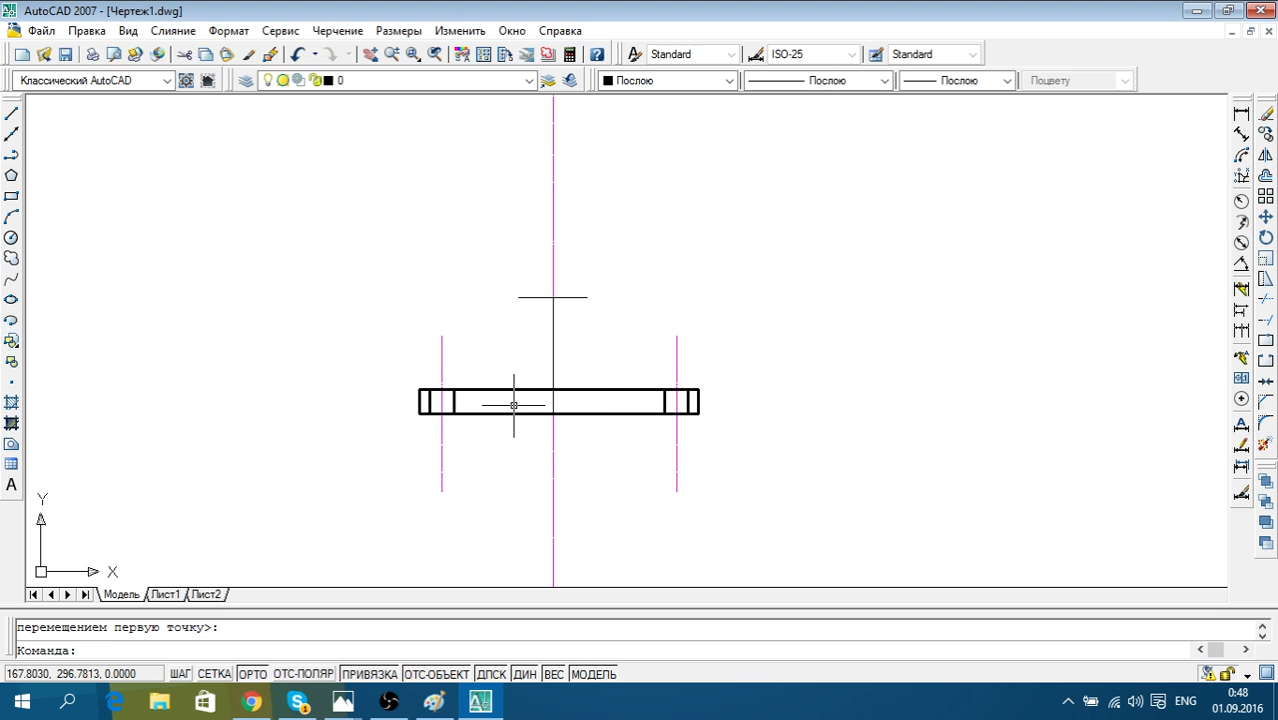 AutoCAD 2007 - [Чертеж1.dwg]
Файл Правка Вид Слияние Формат Сервис Черчение Размеры Изменить Окно Справка
Standard ISO-25 Standard
Классический AutoCAD 0 Послою Послою Послою Поцвету
A
Y
X
Модель Лист1 Лист2
перемещением первую точку>:
Команда:
167.8030, 296.7813, 0.0000 ШАГ СЕТКА ОРТО ОТС-ПОЛЯР ПРИВЯЗКА ОТС-ОБЪЕКТ ДПСК ДИН ВЕС МОДЕЛЬ
ENG 0:48
01.09.2016